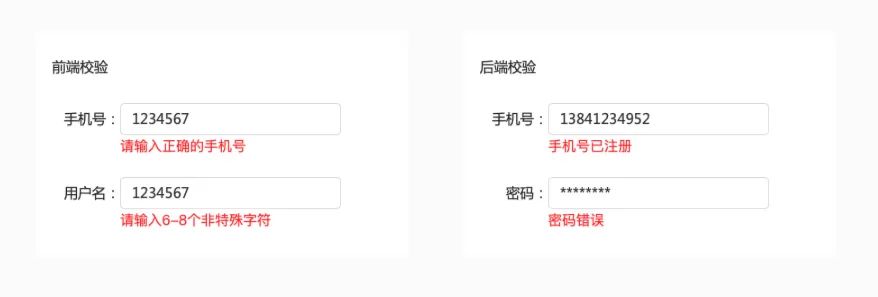 前端校验
手机号：1234567
请输入正确的手机号
用户名：1234567
请输入6-8个非特殊字符
后端校验
手机号：13841234952
手机号已注册
密码：********
密码错误